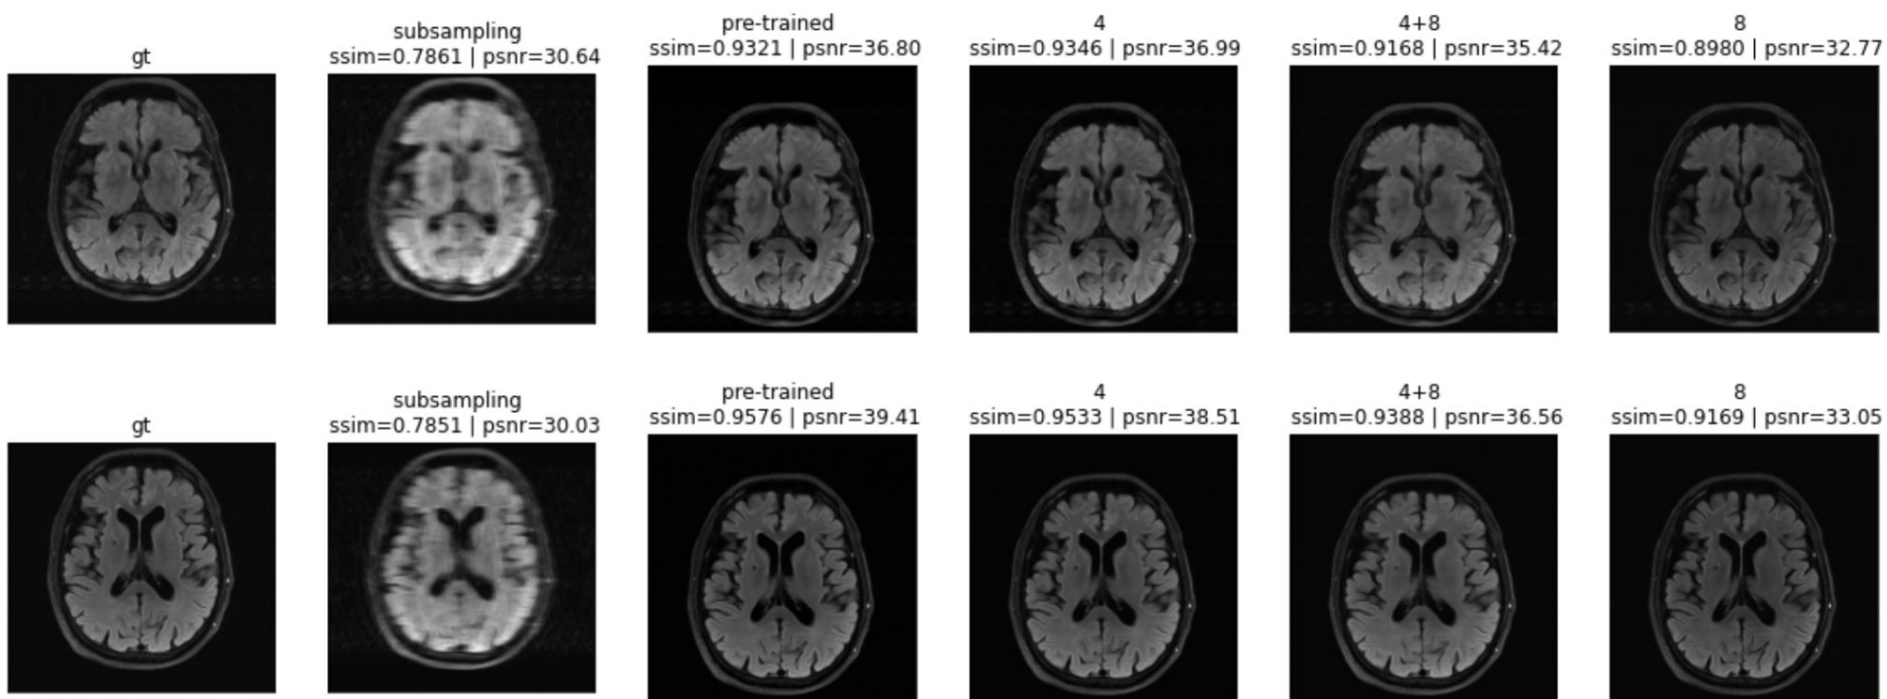 gt
subsampling
ssim=0.7861 | psnr=30.64
pre-trained
ssim=0.9321 | psnr=36.80
4
ssim=0.9346 | psnr=36.99
4+8
ssim=0.9168 | psnr=35.42
8
ssim=0.8980 | psnr=32.77
gt
subsampling
ssim=0.7851 | psnr=30.03
pre-trained
ssim=0.9576 | psnr=39.41
4
ssim=0.9533 | psnr=38.51
4+8
ssim=0.9388 | psnr=36.56
8
ssim=0.9169 | psnr=33.05